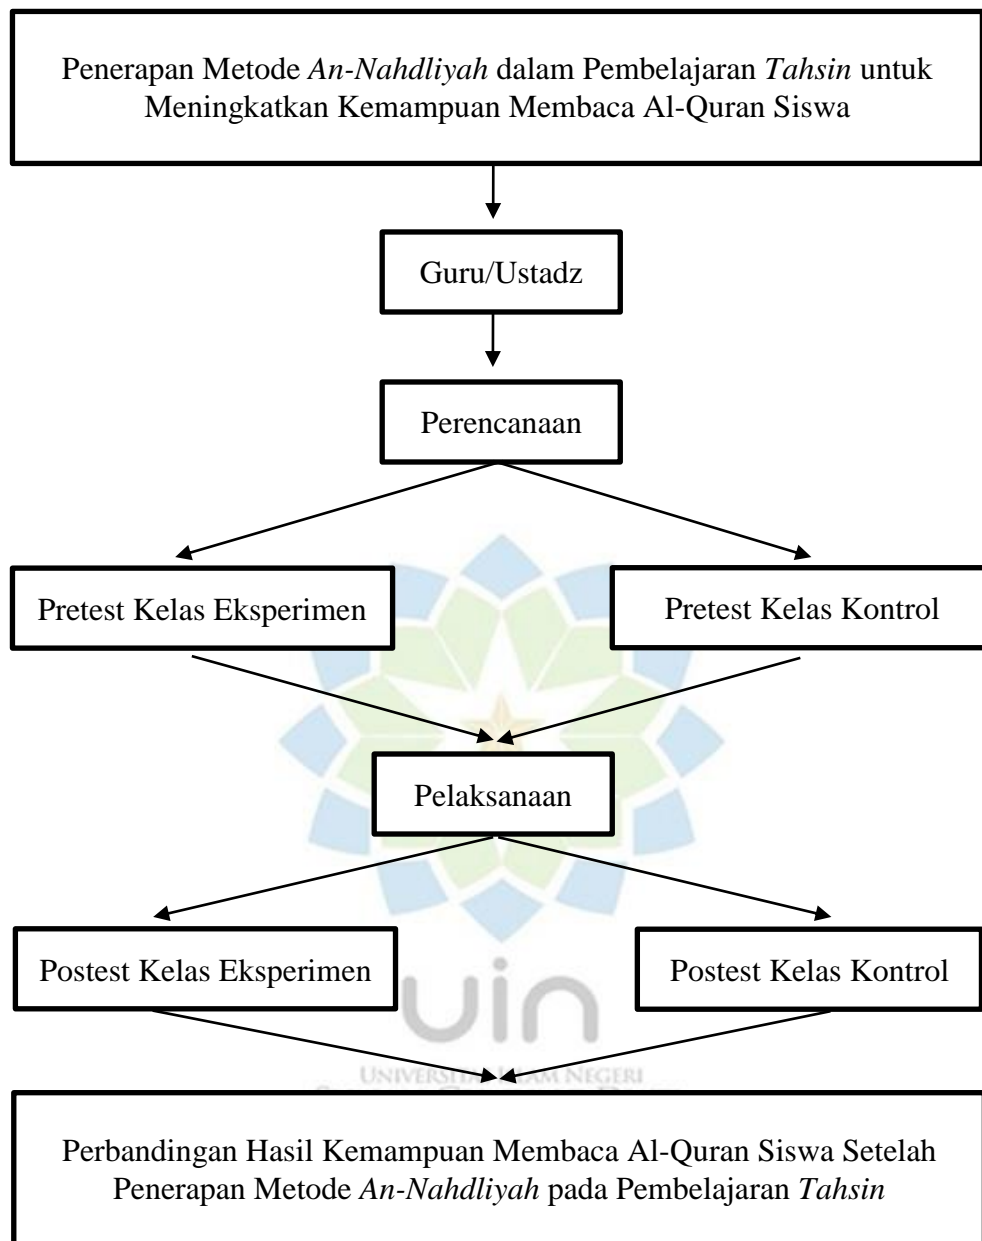 Penerapan Metode An-Nahdliyah dalam Pembelajaran Tahsin untuk
Meningkatkan Kemampuan Membaca Al-Quran Siswa
Guru/Ustadz
Perencanaan
Pretest Kelas Eksperimen
Pretest Kelas Kontrol
Pelaksanaan
Postest Kelas Eksperimen
Postest Kelas Kontrol
uin
NEGERI
Perbandingan Hasil Kemampuan Membaca Al-Quran Siswa Setelah
Penerapan Metode An-Nahdliyah pada Pembelajaran Tahsin